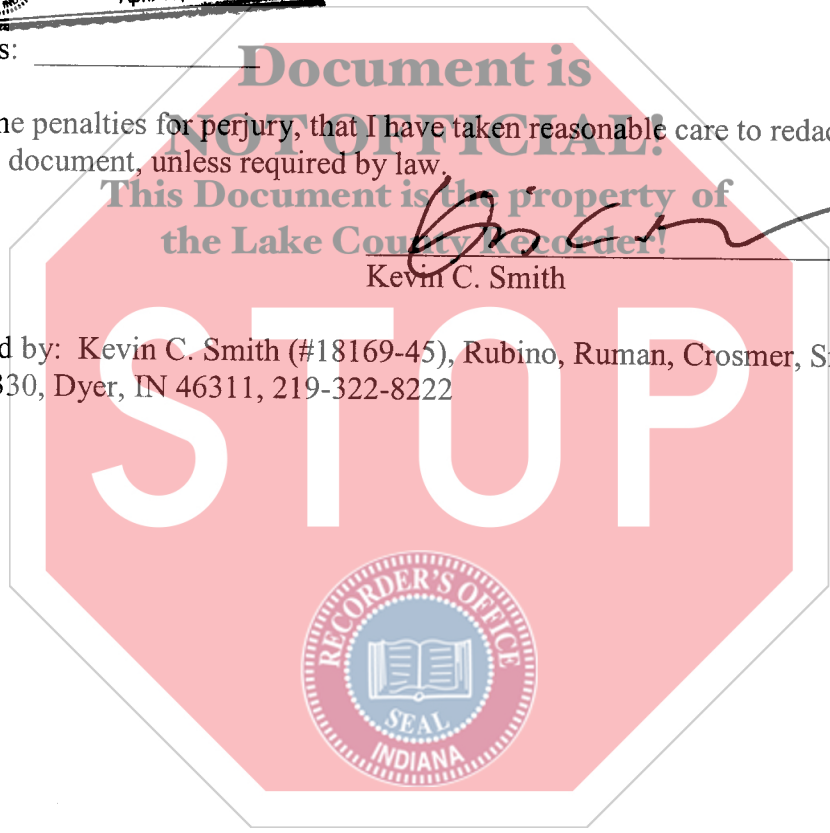 s:
Document is
he penalties for perjury, that I have taken reasonable care to redac
NOT OFFICIAL!
document, unless required by law.
This Document is the property of
the Lake County Recorder!
Kevin C. Smith
d by: Kevin C. Smith (#18169-45), Rubino, Ruman, Crosmer, S
330, Dyer, IN 46311, 219-322-8222
STOP
RECORDER'S OFFICE
SEAL
INDIANA